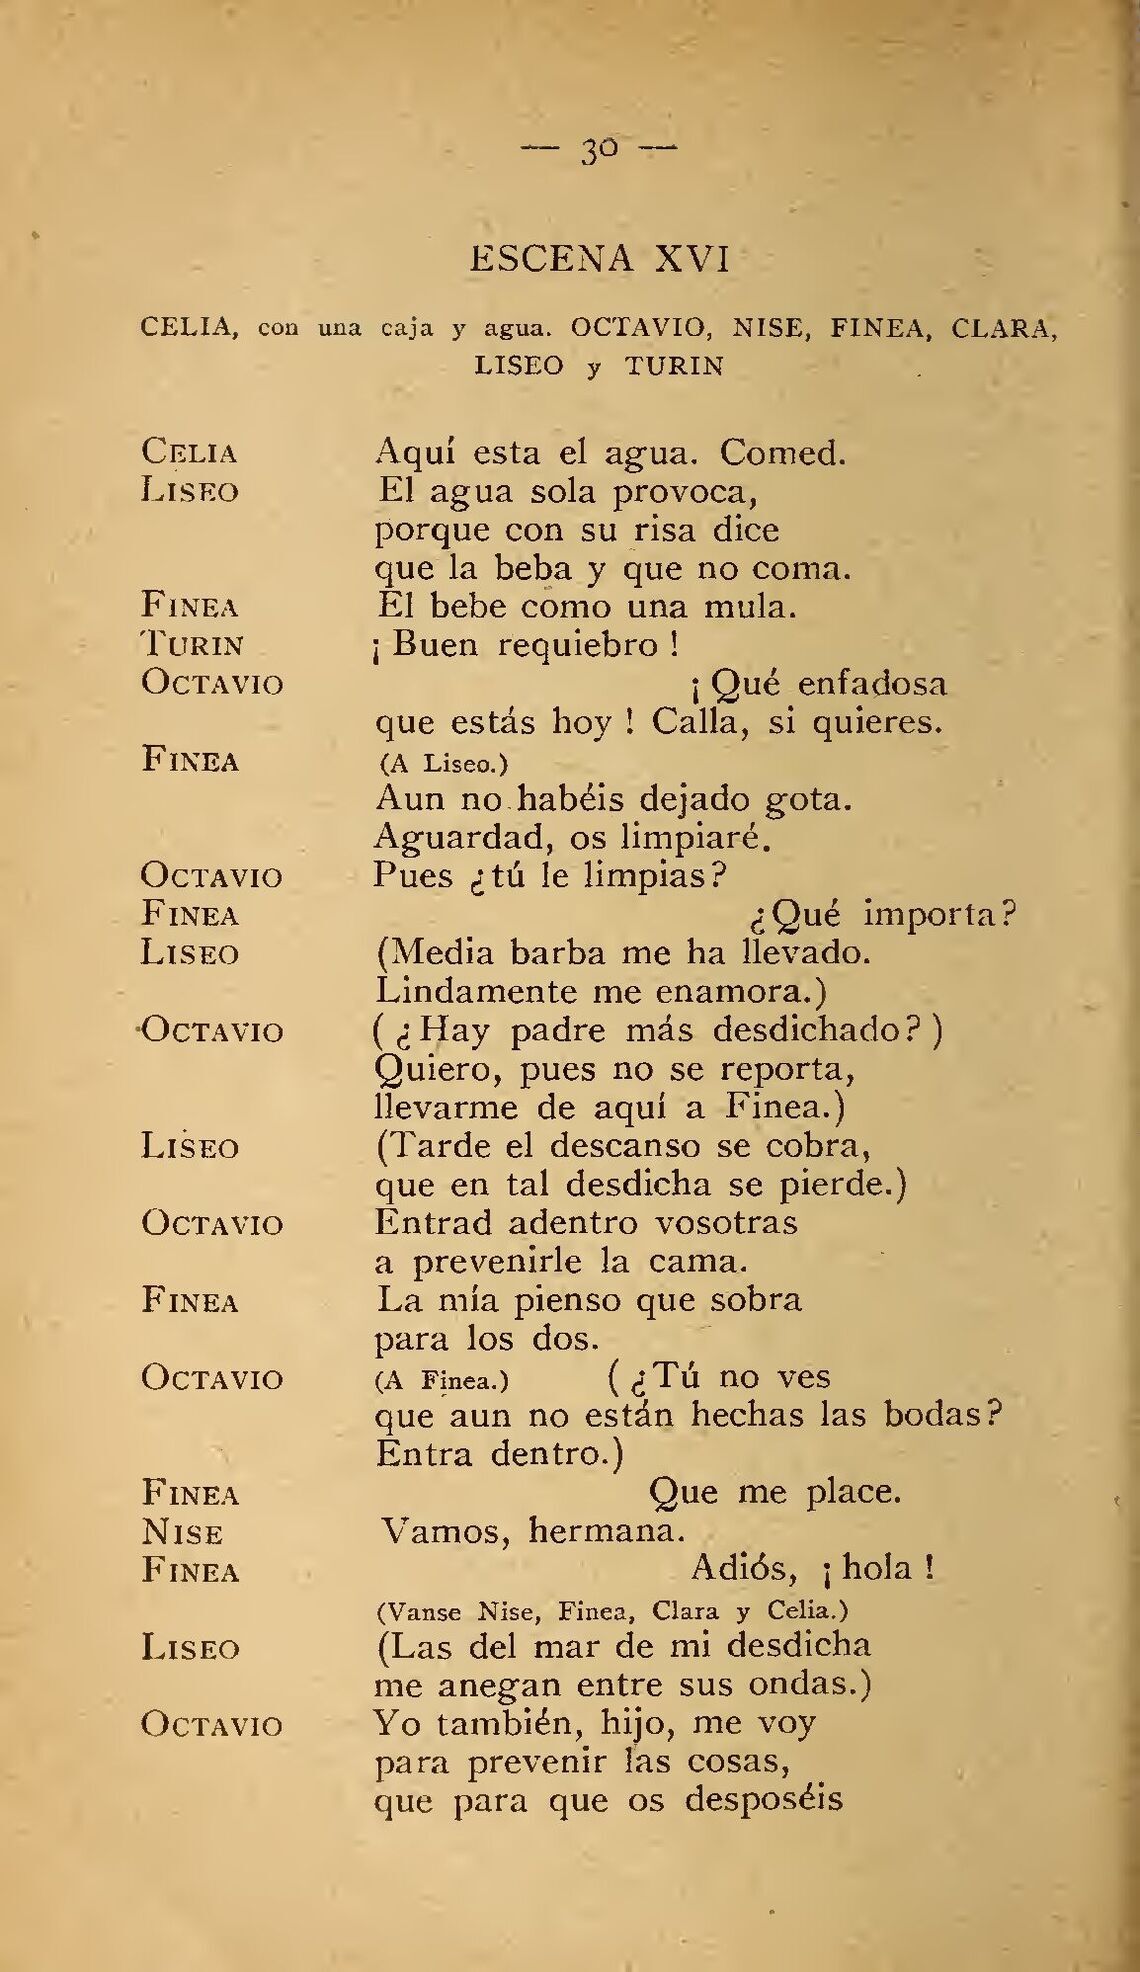 — 30 —
ESCENA XVI
CELIA, con una caja y agua. OCTAVIO, NISE, FINEA, CLARA,
LISEO y TURIN
CELIA Aquí esta el agua. Comed.
LISEO El agua sola provoca,
porque con su risa dice
que la beba y que no coma.
FINEA El bebe como una mula.
TURIN ¡ Buen requiebro !
OCTAVIO ¡ Qué enfadosa
que estás hoy ! Calla, si quieres.
FINEA (A Liseo.)
Aun no habéis dejado gota.
Aguardad, os limpiaré.
OCTAVIO Pues ¿tú le limpias?
FINEA ¿Qué importa?
LISEO (Media barba me ha llevado.
Lindamente me enamora.)
OCTAVIO ( ¿Hay padre más desdichado? )
Quiero, pues no se reporta,
llevarme de aquí a Finea.)
LISEO (Tarde el descanso se cobra,
que en tal desdicha se pierde.)
OCTAVIO Entrad adentro vosotras
a prevenirle la cama.
FINEA La mía pienso que sobra
para los dos.
OCTAVIO (A Finea.) ( ¿Tú no ves
que aun no están hechas las bodas?
Entra dentro.)
FINEA Que me place.
NISE Vamos, hermana.
FINEA Adiós, ¡ hola !
(Vanse Nise, Finea, Clara y Celia.)
LISEO (Las del mar de mi desdicha
me anegan entre sus ondas.)
OCTAVIO Yo también, hijo, me voy
para prevenir las cosas,
que para que os desposéis